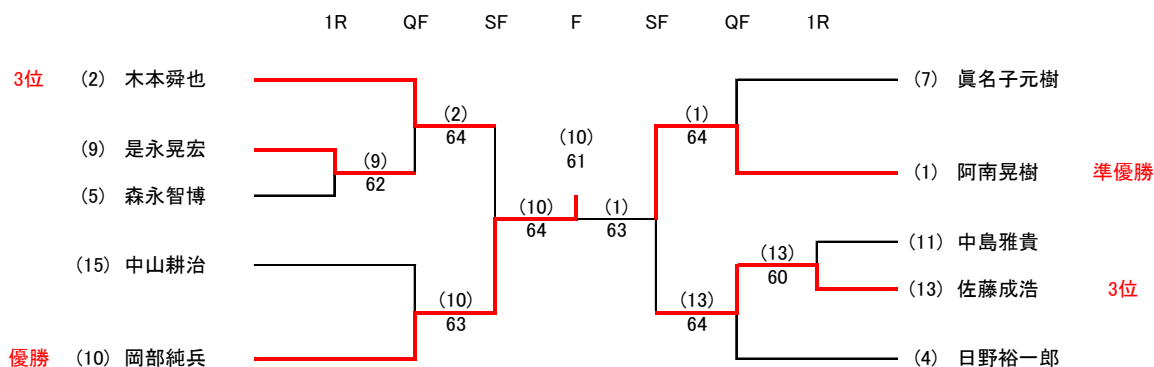 1R QF SF F SF QF 1R
3位 (2) 木本舜也
(7) 眞名子元樹
(2)
64
(1)
64
(10)
61
(9) 是永晃宏
(9)
62
(1) 阿南晃樹 準優勝
(5) 森永智博
(10)
64
(1)
63
(15) 中山耕治
(11) 中島雅貴
(13)
60
(13) 佐藤成浩 3位
(10)
63
(13)
64
優勝 (10) 岡部純兵
(4) 日野裕一郎